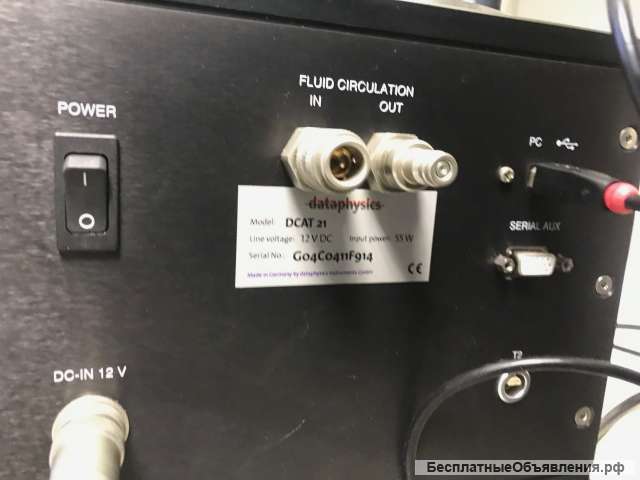 FLUID CIRCULATION
IN OUT
POWER
PC
I
O
-dataphysics-
Model: DCAT 21
Line voltage: 12 V DC Input power: 55 W
Serial No.: G04C0411F914
Made in Germany by dataphysics Instruments GmbH
CE
SERIAL AUX
DC-IN 12 V
T2
БесплатныеОбъявления.рф